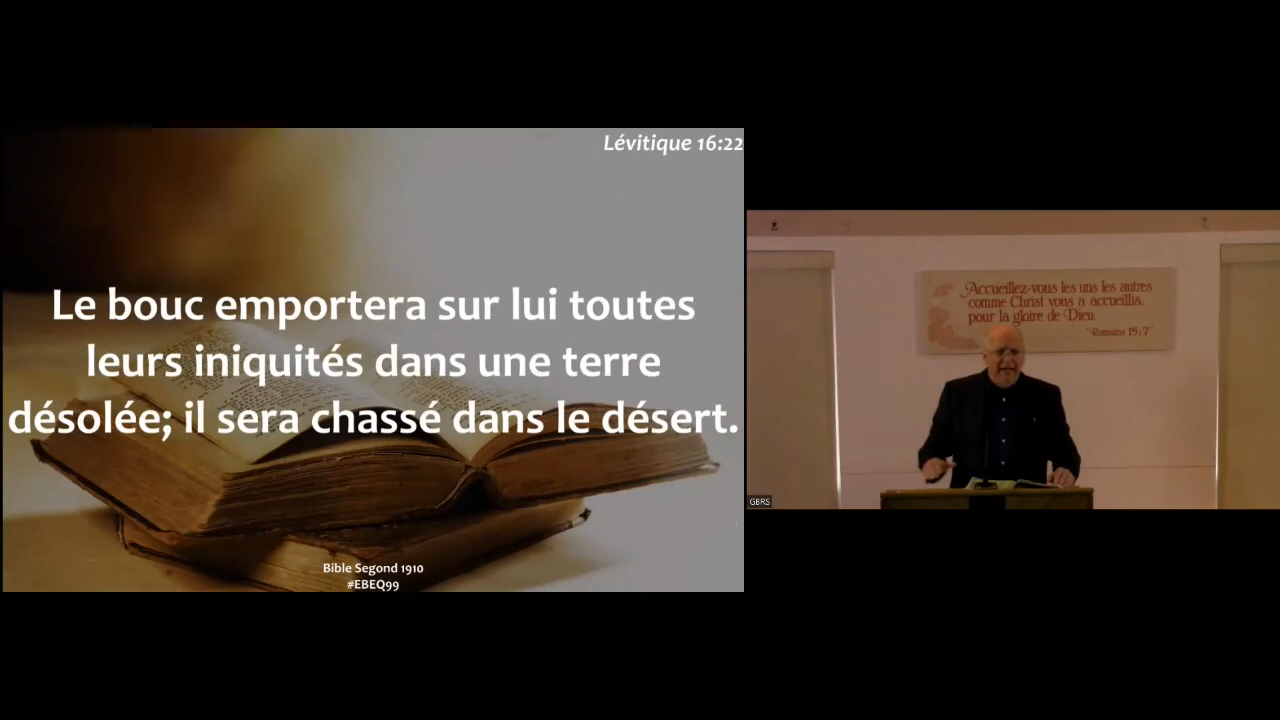 Lévitique 16:22
Le bouc emportera sur lui toutes
leurs iniquités dans une terre
désolée; il sera chassé dans le désert.
Bible Segond 1910
#EBEQ99
Accueillez-vous les uns les autres
comme Christ vous a accueillis,
pour la gloire de Dieu.
"Romains 15:7"
GBRS